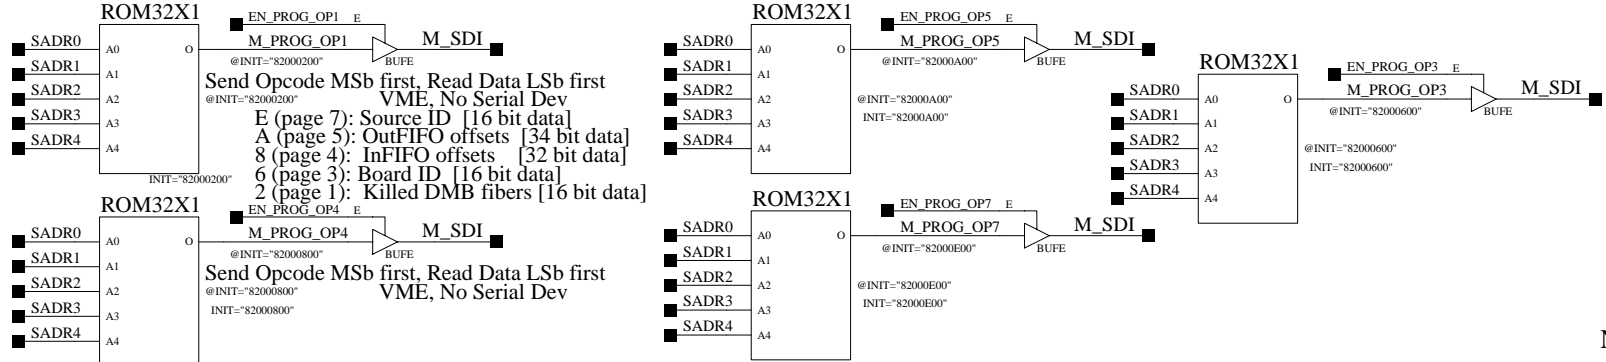 ROM32X1
EN_PROG_OP1 E
SADR0 A0 O M_PROG_OP1 M_SDI
@INIT="82000200" BUFE
SADR1 A1
Send Opcode MSb first, Read Data LSb first
SADR2 A2 @INIT="82000200" VME, No Serial Dev
SADR3 A3 E (page 7): Source ID [16 bit data]
A (page 5): OutFIFO offsets [34 bit data]
SADR4 A4 8 (page 4): InFIFO offsets [32 bit data]
6 (page 3): Board ID [16 bit data]
INIT="82000200"
2 (page 1): Killed DMB fibers [16 bit data]
ROM32X1
EN_PROG_OP4 E
SADR0 A0 O M_PROG_OP4 M_SDI
@INIT="82000800" BUFE
SADR1 A1
Send Opcode MSb first, Read Data LSb first
SADR2 A2 @INIT="82000800" VME, No Serial Dev
SADR3 A3 INIT="82000800"
SADR4 A4
ROM32X1
EN_PROG_OP5 E
SADR0 A0 O M_PROG_OP5 M_SDI
@INIT="82000A00" BUFE
SADR1 A1
SADR2 A2 @INIT="82000A00"
SADR3 A3 INIT="82000A00"
SADR4 A4
ROM32X1
EN_PROG_OP7 E
SADR0 A0 O M_PROG_OP7 M_SDI
@INIT="82000E00" BUFE
SADR1 A1
SADR2 A2 @INIT="82000E00"
SADR3 A3 INIT="82000E00"
SADR4 A4
ROM32X1
EN_PROG_OP3 E
SADR0 A0 O M_PROG_OP3 M_SDI
@INIT="82000600" BUFE
SADR1 A1
SADR2 A2 @INIT="82000600"
SADR3 A3 INIT="82000600"
SADR4 A4